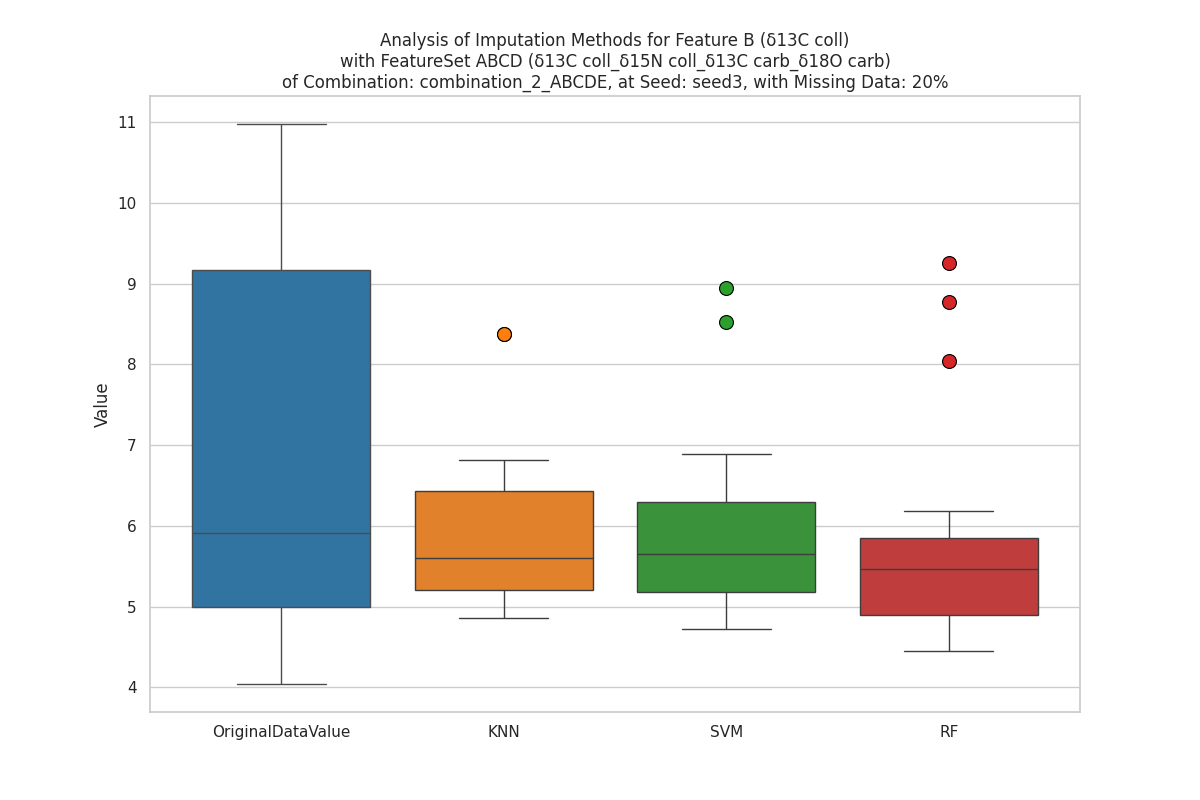 Analysis of Imputation Methods for Feature B (δ13C coll)
with FeatureSet ABCD (δ13C coll_δ15N coll_δ13C carb_δ18O carb)
of Combination: combination_2_ABCDE, at Seed: seed3, with Missing Data: 20%
11
10
9
8
7
6
5
4
Value
OriginalDataValue
KNN
SVM
RF